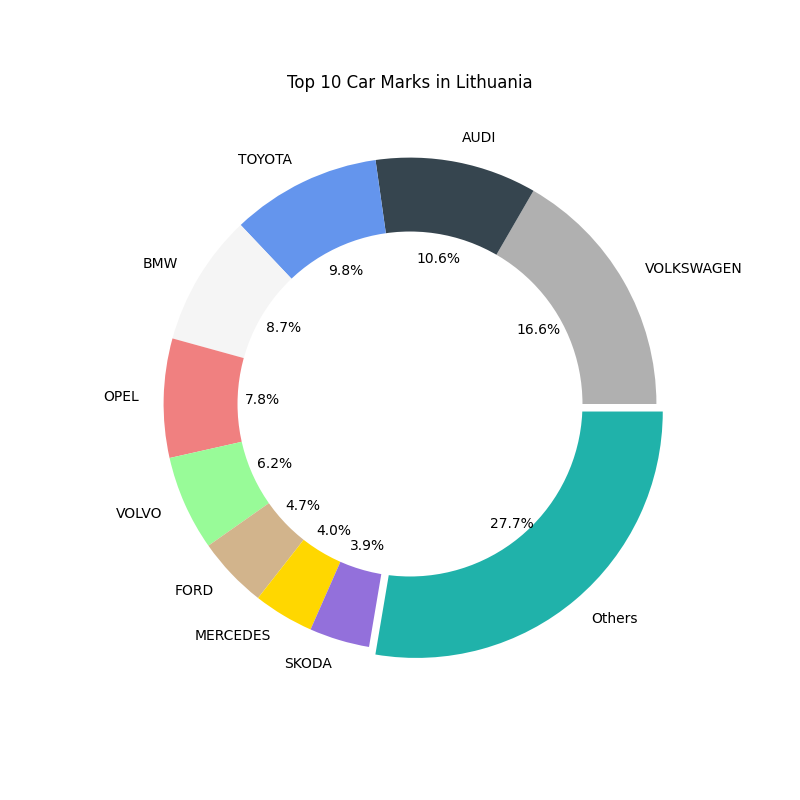 Top 10 Car Marks in Lithuania
AUDI
TOYOTA
BMW
VOLKSWAGEN
OPEL
VOLVO
FORD
MERCEDES
SKODA
Others
10.6%
9.8%
8.7%
16.6%
7.8%
6.2%
4.7%
4.0%
3.9%
27.7%